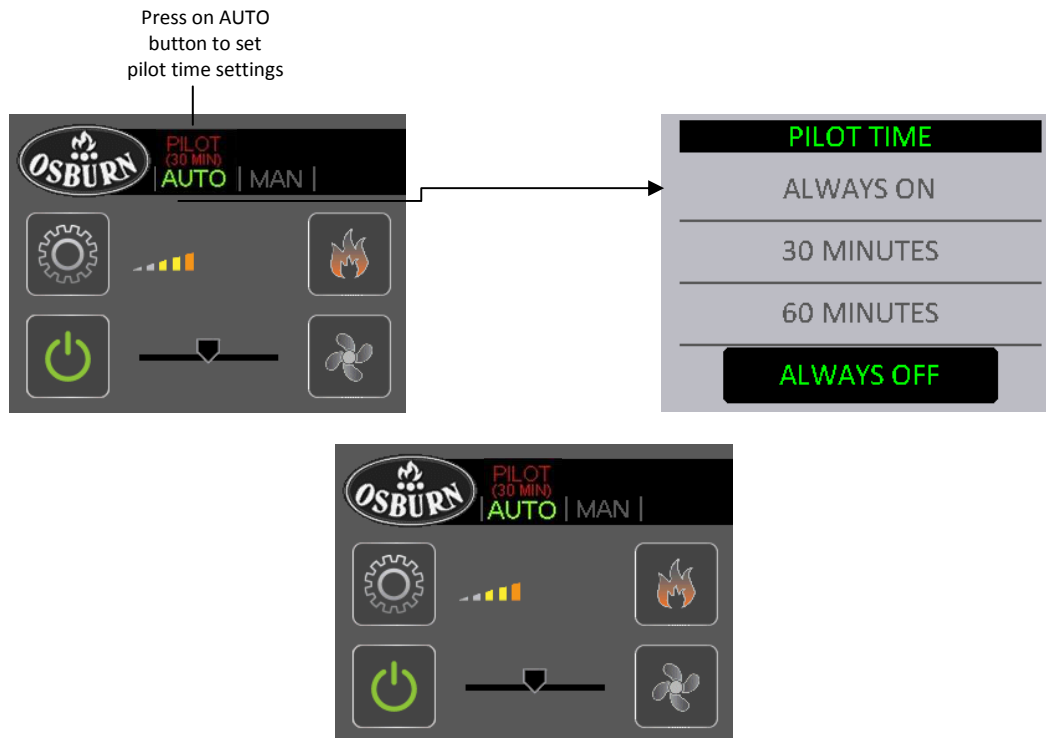 Press on AUTO
button to set
pilot time settings
OSBURN
PILOT
(30 MIN)
|AUTO | MAN |
PILOT TIME
ALWAYS ON
30 MINUTES
60 MINUTES
ALWAYS OFF
OSBURN
PILOT
(30 MIN)
|AUTO | MAN |